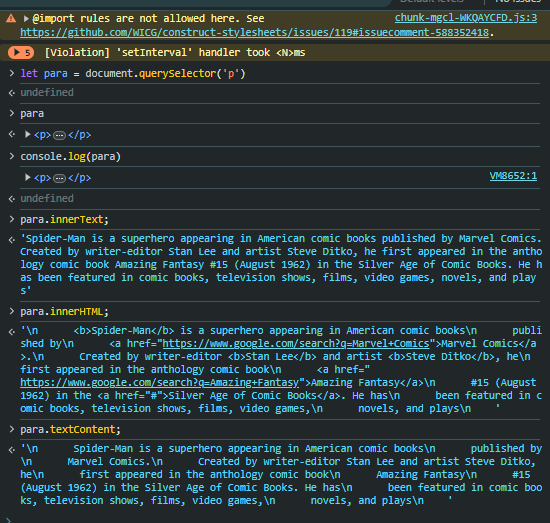 Default levels No Issues
@import rules are not allowed here. See chunk-mgcl-WKQAYCFD.js:3
https://github.com/WICG/construct-stylesheets/issues/119#issuecomment-588352418.
5 [Violation] 'setInterval' handler took <N>ms
> let para = document.querySelector('p')
undefined
> para
<p>…</p>
> console.log(para)
<p>…</p> VM8652:1
undefined
> para.innerText;
'Spider-Man is a superhero appearing in American comic books published by Marvel Comics.
Created by writer-editor Stan Lee and artist Steve Ditko, he first appeared in the antho
logy comic book Amazing Fantasy #15 (August 1962) in the Silver Age of Comic Books. He h
as been featured in comic books, television shows, films, video games, novels, and play
s'
> para.innerHTML;
'\n <b>Spider-Man</b> is a superhero appearing in American comic books\n publi
shed by\n <a href="https://www.google.com/search?q=Marvel+Comics">Marvel Comics</
a>.\n Created by writer-editor <b>Stan Lee</b> and artist <b>Steve Ditko</b>, he\n
first appeared in the anthology comic book\n <a href="
https://www.google.com/search?q=Amazing+Fantasy">Amazing Fantasy</a>\n #15 (August
1962) in the <a href="#">Silver Age of Comic Books</a>. He has\n been featured in c
omic books, television shows, films, video games,\n novels, and plays\n '
> para.textContent;
'\n Spider-Man is a superhero appearing in American comic books\n published by
\n Marvel Comics.\n Created by writer-editor Stan Lee and artist Steve Ditko,
he\n first appeared in the anthology comic book\n Amazing Fantasy\n #15
(August 1962) in the Silver Age of Comic Books. He has\n been featured in comic boo
ks, television shows, films, video games,\n novels, and plays\n '
>